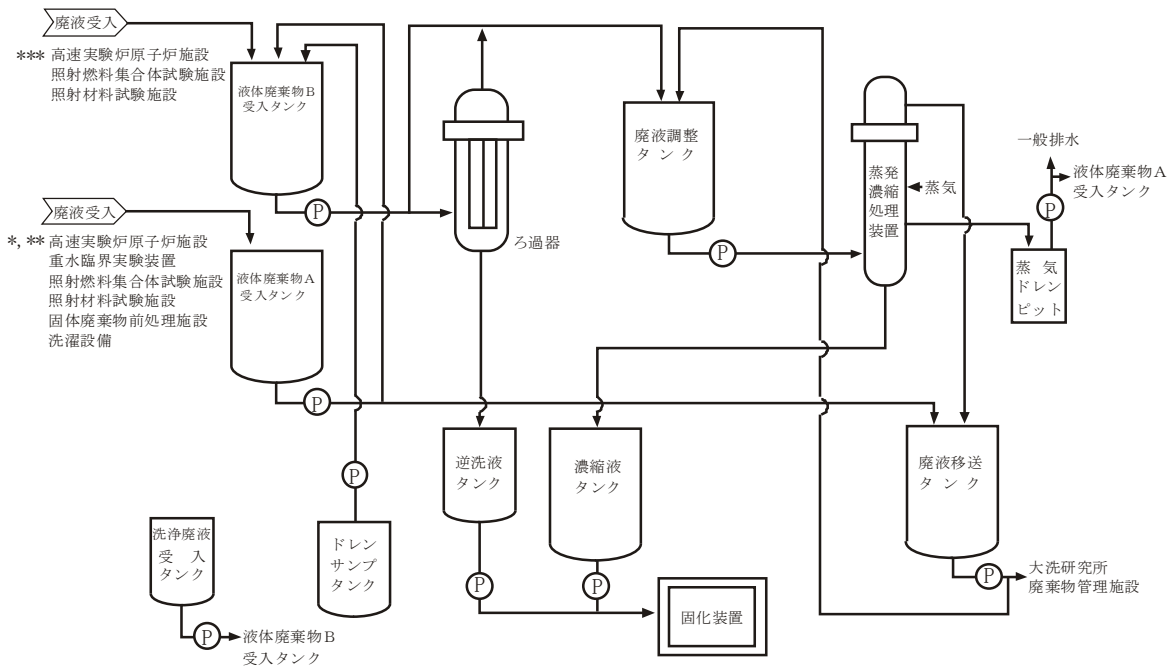 廃液受入
*** 高速実験炉原子炉施設
照射燃料集合体試験施設
照射材料試験施設
液体廃棄物B
受入タンク
P
ろ過器
廃液調整
タンク
P
蒸発
濃縮
処理
装置
蒸気
一般排水
液体廃棄物A
受入タンク
P
蒸 気
ドレン
ピット
廃液受入
*, ** 高速実験炉原子炉施設
重水臨界実験装置
照射燃料集合体試験施設
照射材料試験施設
固体廃棄物前処理施設
洗濯設備
液体廃棄物A
受入タンク
P
P
逆洗液
タンク
濃縮液
タンク
廃液移送
タ ン ク
洗浄廃液
受 入
タンク
ドレン
サンプ
タンク
P
P
P
大洗研究所
廃棄物管理施設
固化装置
P
液体廃棄物B
受入タンク